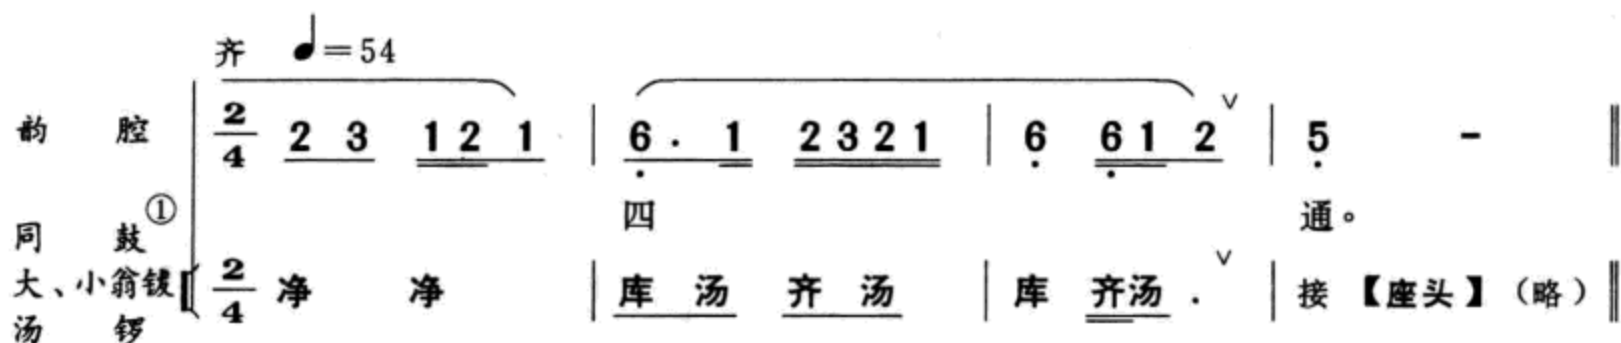 齐 ♩=54
韵 腔 2/4 2 3 1 2 1 | 6 . 1 2 3 2 1 | 6 6 1 2 ∨ | 5 - ‖
四 通。
同 鼓 ①
大、小翁镲 2/4 净 净 | 库 汤 齐 汤 | 库 齐汤 . ∨ | 接 【座头】(略) ‖
汤 锣